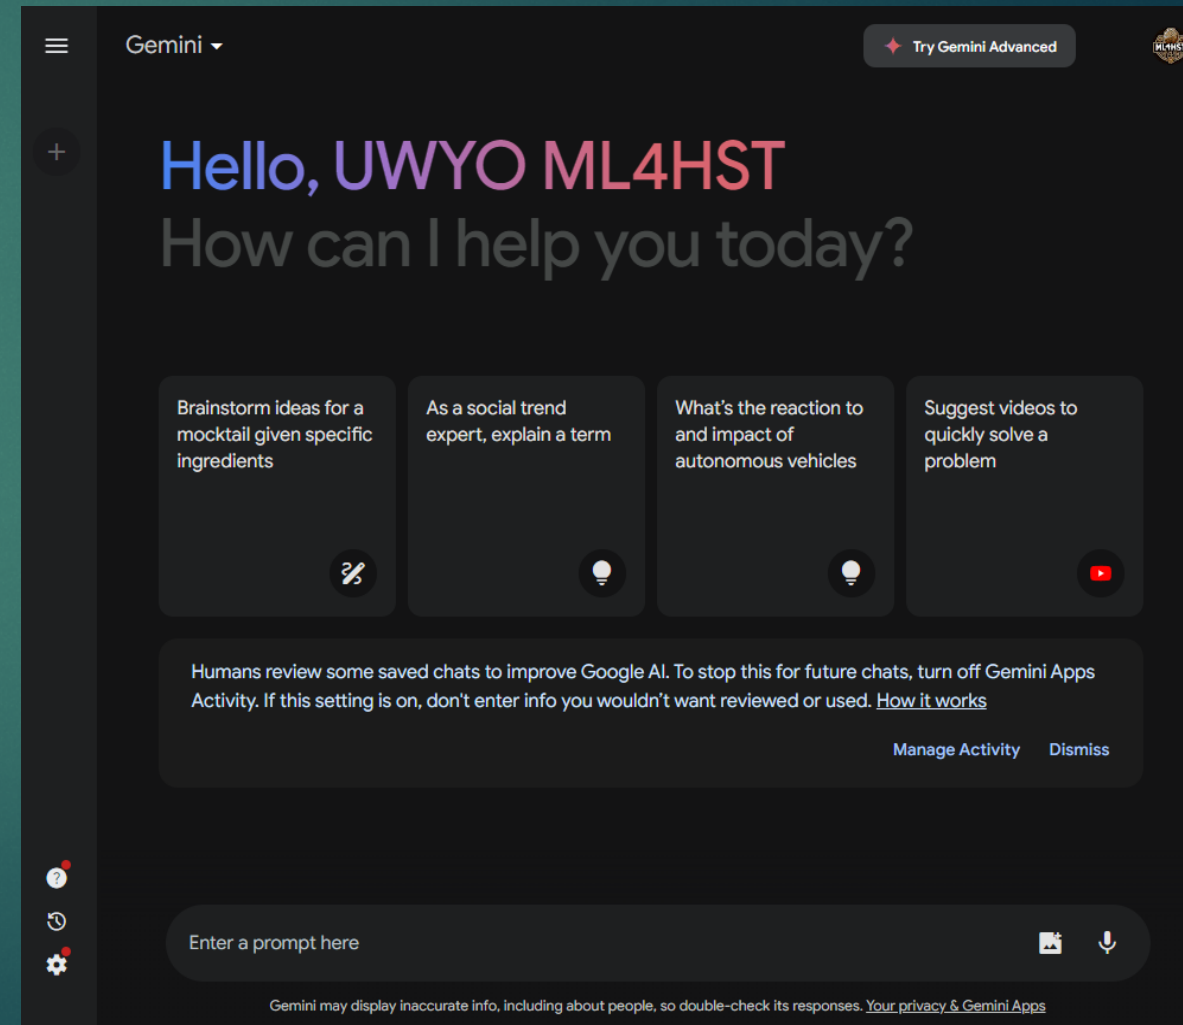 Gemini
Try Gemini Advanced
ML4HST
Hello, UWYO ML4HST
How can I help you today?
Brainstorm ideas for a
mocktail given specific
ingredients
As a social trend
expert, explain a term
What's the reaction to
and impact of
autonomous vehicles
Suggest videos to
quickly solve a
problem
Humans review some saved chats to improve Google AI. To stop this for future chats, turn off Gemini Apps
Activity. If this setting is on, don't enter info you wouldn't want reviewed or used. How it works
Manage Activity Dismiss
Enter a prompt here
Gemini may display inaccurate info, including about people, so double-check its responses. Your privacy & Gemini Apps